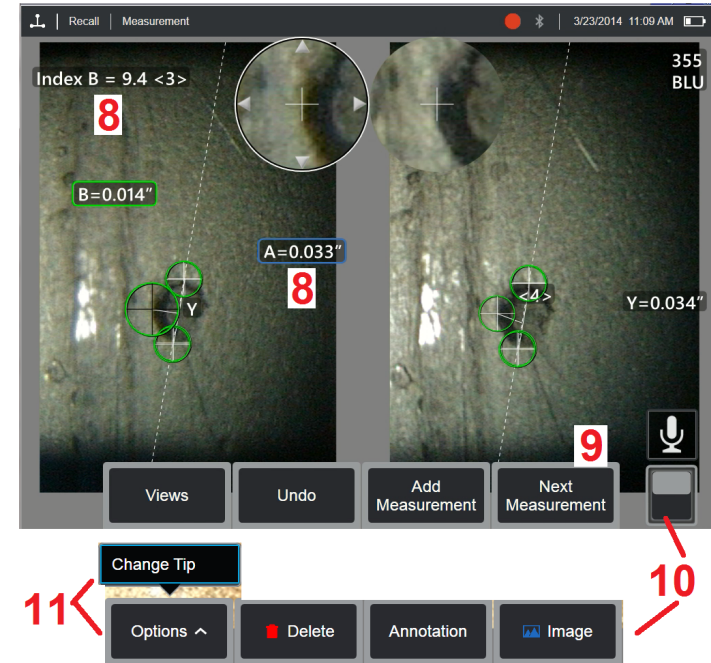 Recall | Measurement
3/23/2014 11:09 AM
Index B = 9.4 <3>
8
355
BLU
B=0.014"
A=0.033"
8
Y
<4>
Y=0.034"
9
Views
Undo
Add
Measurement
Next
Measurement
10
Change Tip
11
Options
Delete
Annotation
Image